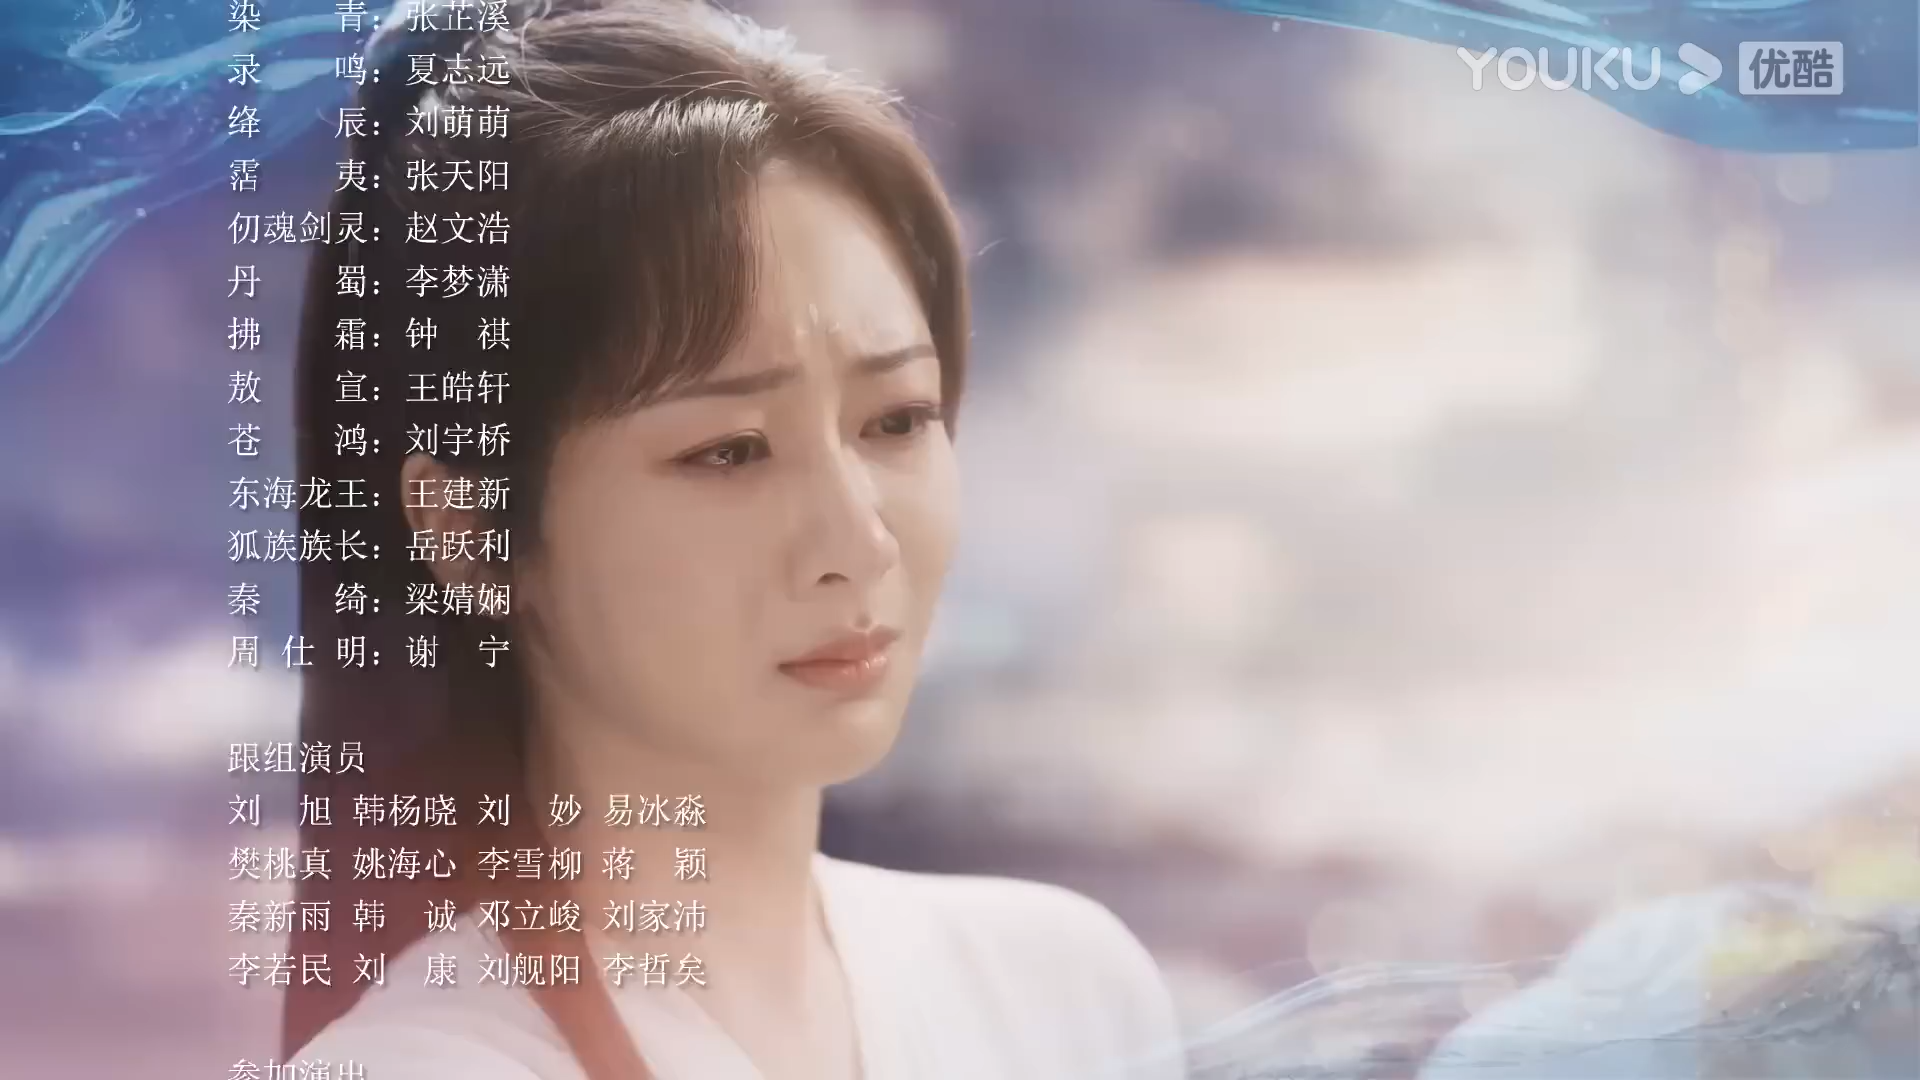 染青：张芷溪
YOUKU 优酷
录鸣：夏志远
绛辰：刘萌萌
霑夷：张天阳
仞魂剑灵：赵文浩
丹蜀：李梦潇
拂霜：钟祺
敖宣：王皓轩
苍鸿：刘宇桥
东海龙王：王建新
狐族族长：岳跃利
秦绮：梁婧娴
周仕明：谢宁
跟组演员
刘旭 韩杨晓 刘妙 易冰淼
樊桃真 姚海心 李雪柳 蒋颖
秦新雨 韩诚 邓立峻 刘家沛
李若民 刘康 刘舰阳 李哲矣
参加演出